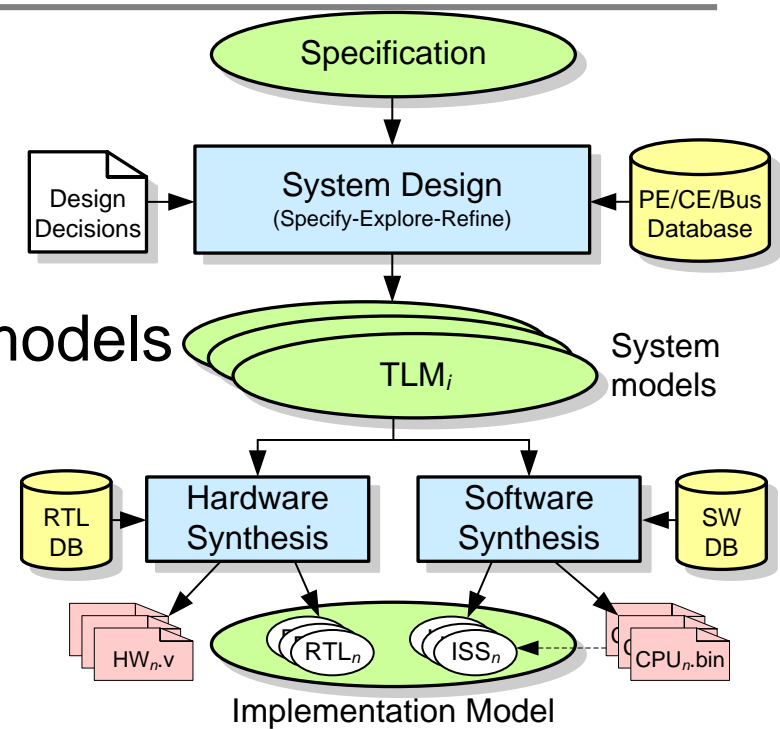 Specification
Design
Decisions
System Design
(Specify-Explore-Refine)
PE/CE/Bus
Database
models
TLMi
System
models
RTL
DB
Hardware
Synthesis
Software
Synthesis
SW
DB
HWn.v
RTLn
ISSn
CPUn.bin
Implementation Model